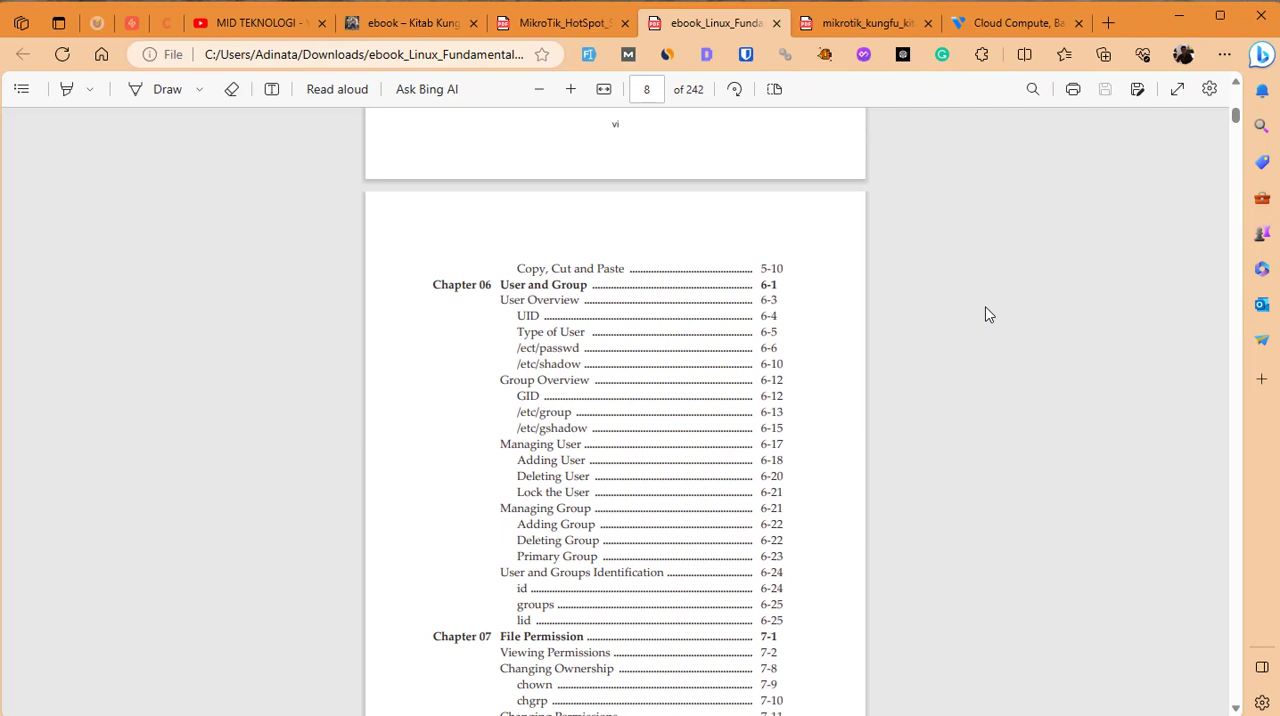 MID TEKNOLOGI - Y
ebook – Kitab Kung
MikroTik_HotSpot_S
ebook_Linux_Funda
mikrotik_kungfu_kit
Cloud Compute, Ba
File
C:/Users/Adinata/Downloads/ebook_Linux_Fundamental...
Draw
Read aloud
Ask Bing AI
8 of 242
vi
Copy, Cut and Paste ........ 5-10
Chapter 06 User and Group ........ 6-1
User Overview ........ 6-3
UID ........ 6-4
Type of User ........ 6-5
/ect/passwd ........ 6-6
/etc/shadow ........ 6-10
Group Overview ........ 6-12
GID ........ 6-12
/etc/group ........ 6-13
/etc/gshadow ........ 6-15
Managing User ........ 6-17
Adding User ........ 6-18
Deleting User ........ 6-20
Lock the User ........ 6-21
Managing Group ........ 6-21
Adding Group ........ 6-22
Deleting Group ........ 6-22
Primary Group ........ 6-23
User and Groups Identification ........ 6-24
id ........ 6-24
groups ........ 6-25
lid ........ 6-25
Chapter 07 File Permission ........ 7-1
Viewing Permissions ........ 7-2
Changing Ownership ........ 7-8
chown ........ 7-9
chgrp ........ 7-10
Changing Permissions ........ 7-11